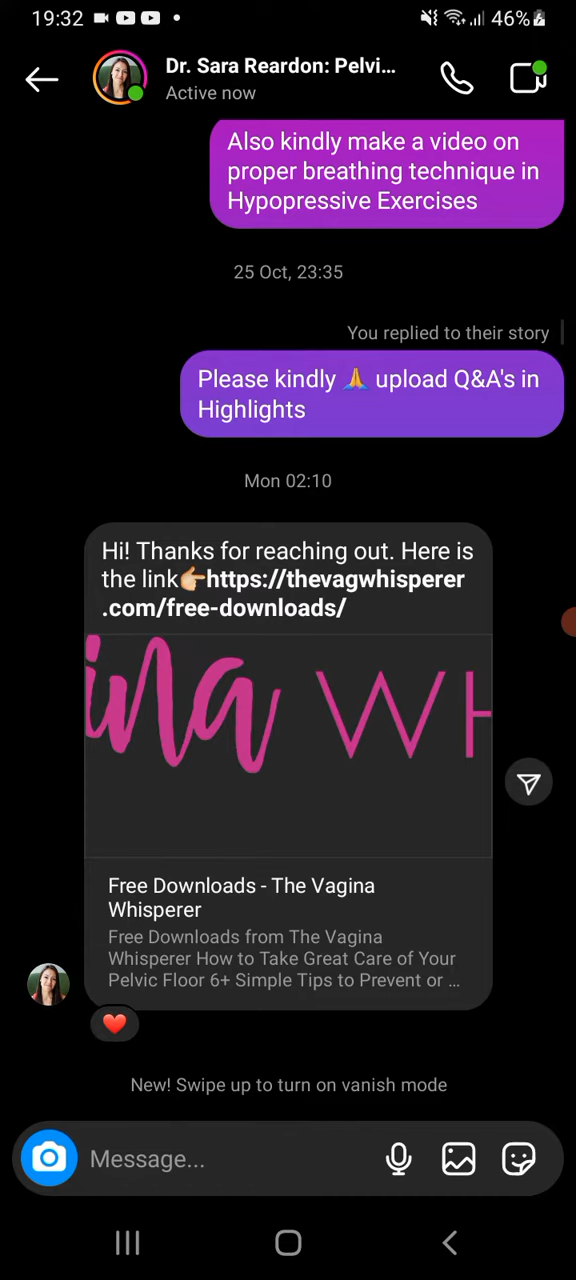 19:32
46%
Dr. Sara Reardon: Pelvi...
Active now
Also kindly make a video on
proper breathing technique in
Hypopressive Exercises
25 Oct, 23:35
You replied to their story
Please kindly 🙏 upload Q&A's in
Highlights
Mon 02:10
Hi! Thanks for reaching out. Here is
the link👉🏼https://thevagwhisperer
.com/free-downloads/
ina WH
Free Downloads - The Vagina
Whisperer
Free Downloads from The Vagina
Whisperer How to Take Great Care of Your
Pelvic Floor 6+ Simple Tips to Prevent or ...
❤️
New! Swipe up to turn on vanish mode
Message...